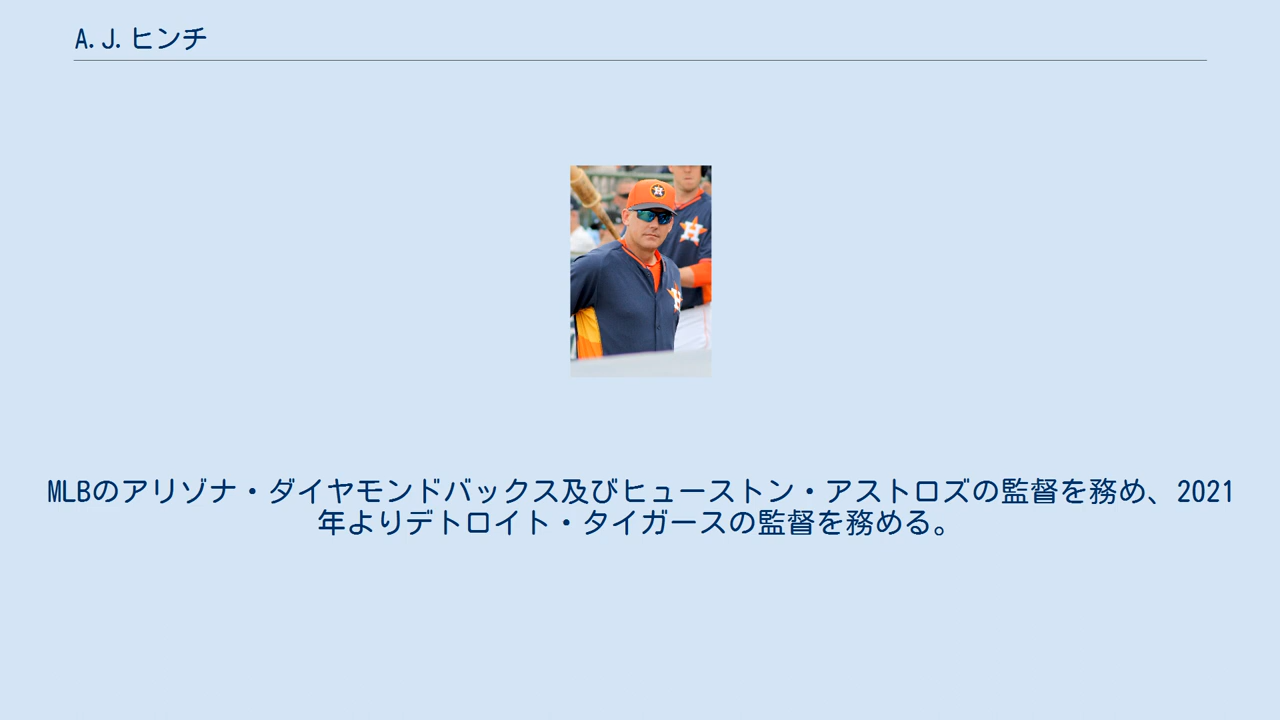 A.J.ヒンチ
H
H
MLBのアリゾナ・ダイヤモンドバックス及びヒューストン・アストロズの監督を務め、2021
年よりデトロイト・タイガースの監督を務める。